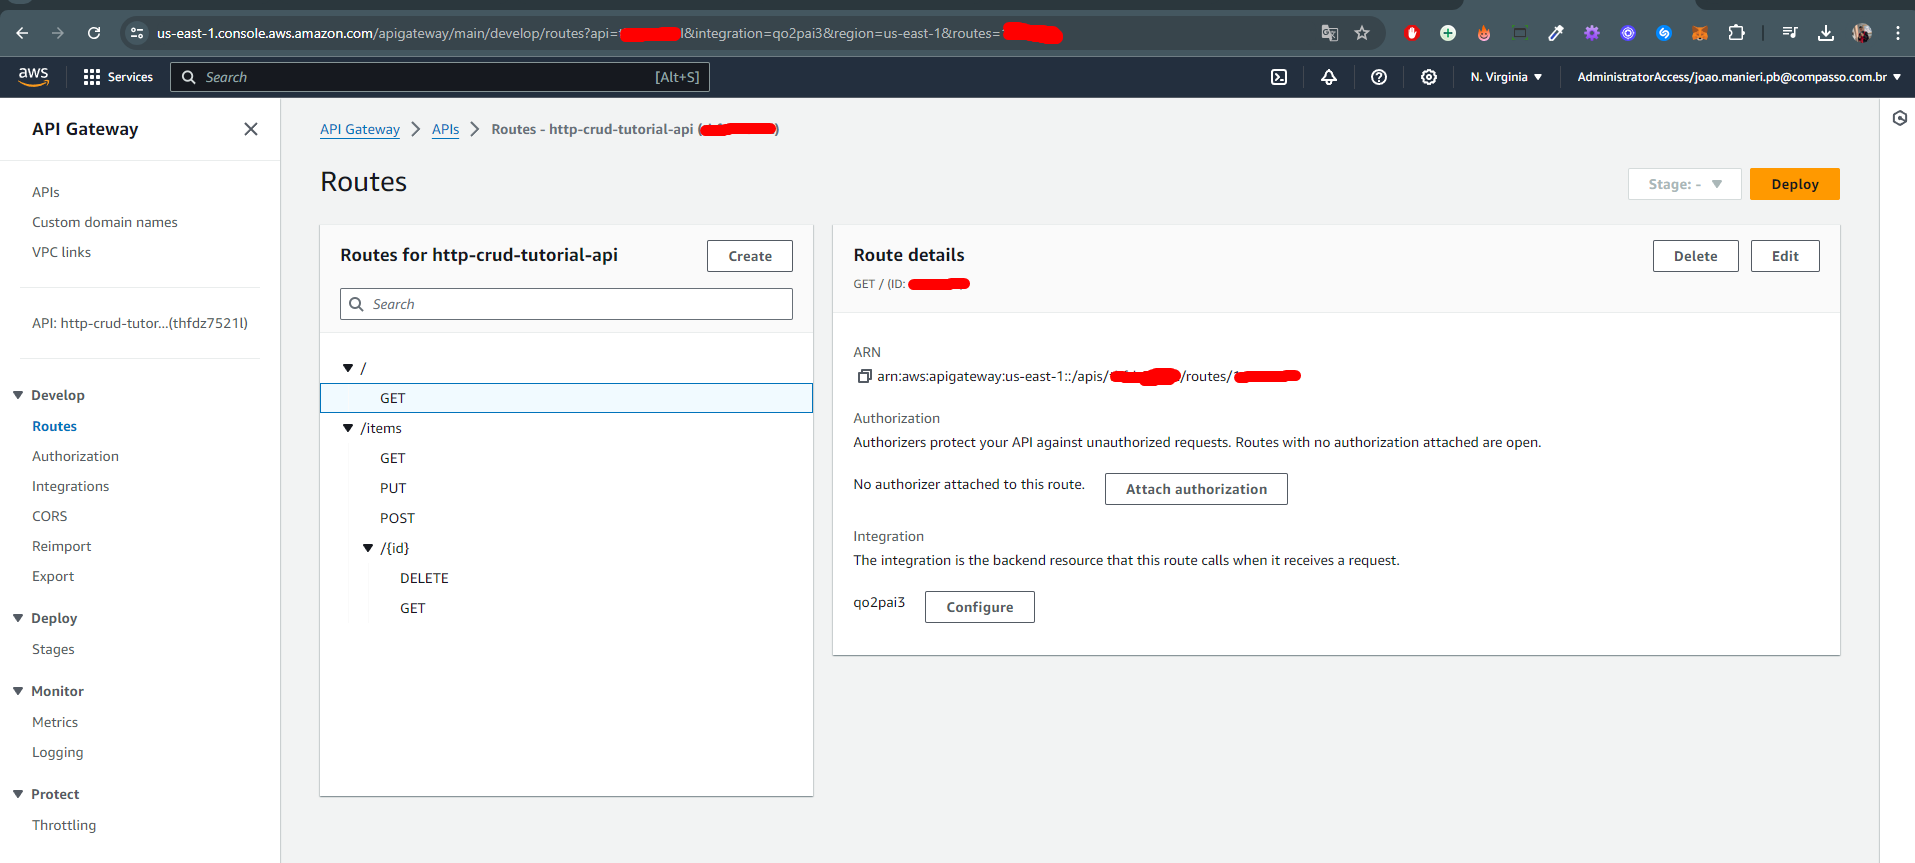 us-east-1.console.aws.amazon.com/apigateway/main/develop/routes?api= l&integration=qo2pai3&region=us-east-1&routes=
aws
Services
Search
[Alt+S]
N. Virginia
AdministratorAccess/joao.manieri.pb@compasso.com.br
API Gateway
APIs
Custom domain names
VPC links
API: http-crud-tutor...(thfdz7521l)
Develop
Routes
Authorization
Integrations
CORS
Reimport
Export
Deploy
Stages
Monitor
Metrics
Logging
Protect
Throttling
API Gateway
APIs
Routes - http-crud-tutorial-api ( )
Routes
Stage: -
Deploy
Routes for http-crud-tutorial-api
Create
Search
/
GET
/items
GET
PUT
POST
/{id}
DELETE
GET
Route details
Delete
Edit
GET / (ID:
ARN
arn:aws:apigateway:us-east-1::/apis/ /routes/
Authorization
Authorizers protect your API against unauthorized requests. Routes with no authorization attached are open.
No authorizer attached to this route.
Attach authorization
Integration
The integration is the backend resource that this route calls when it receives a request.
qo2pai3
Configure